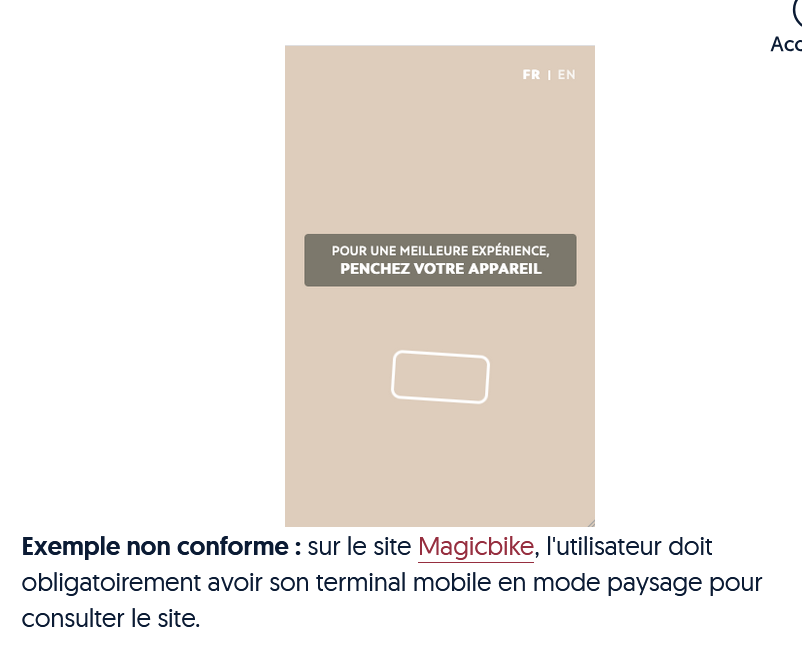 Acc
FR | EN
POUR UNE MEILLEURE EXPÉRIENCE,
PENCHEZ VOTRE APPAREIL
Exemple non conforme : sur le site Magicbike, l'utilisateur doit
obligatoirement avoir son terminal mobile en mode paysage pour
consulter le site.